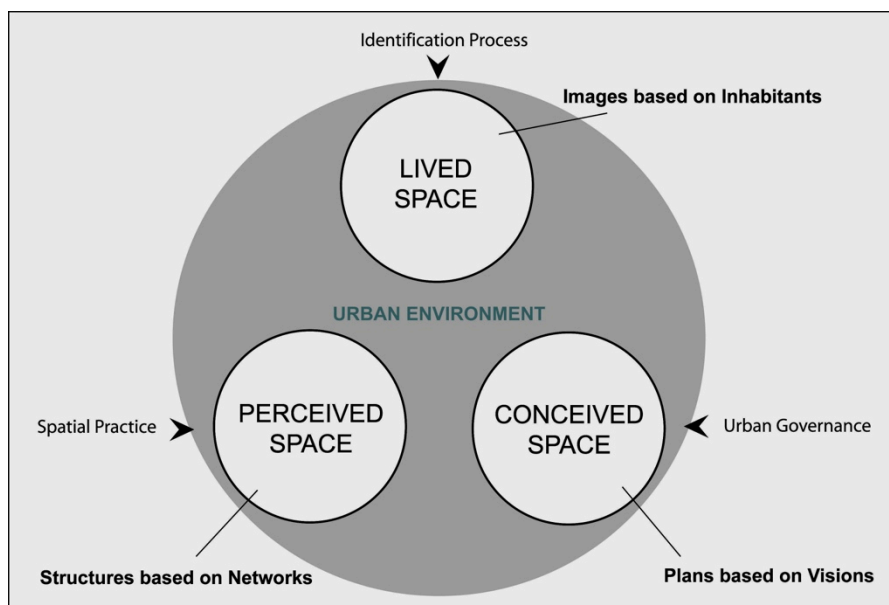 Identification Process
Images based on Inhabitants
LIVED
SPACE
URBAN ENVIRONMENT
PERCEIVED
SPACE
CONCEIVED
SPACE
Spatial Practice
Urban Governance
Structures based on Networks
Plans based on Visions